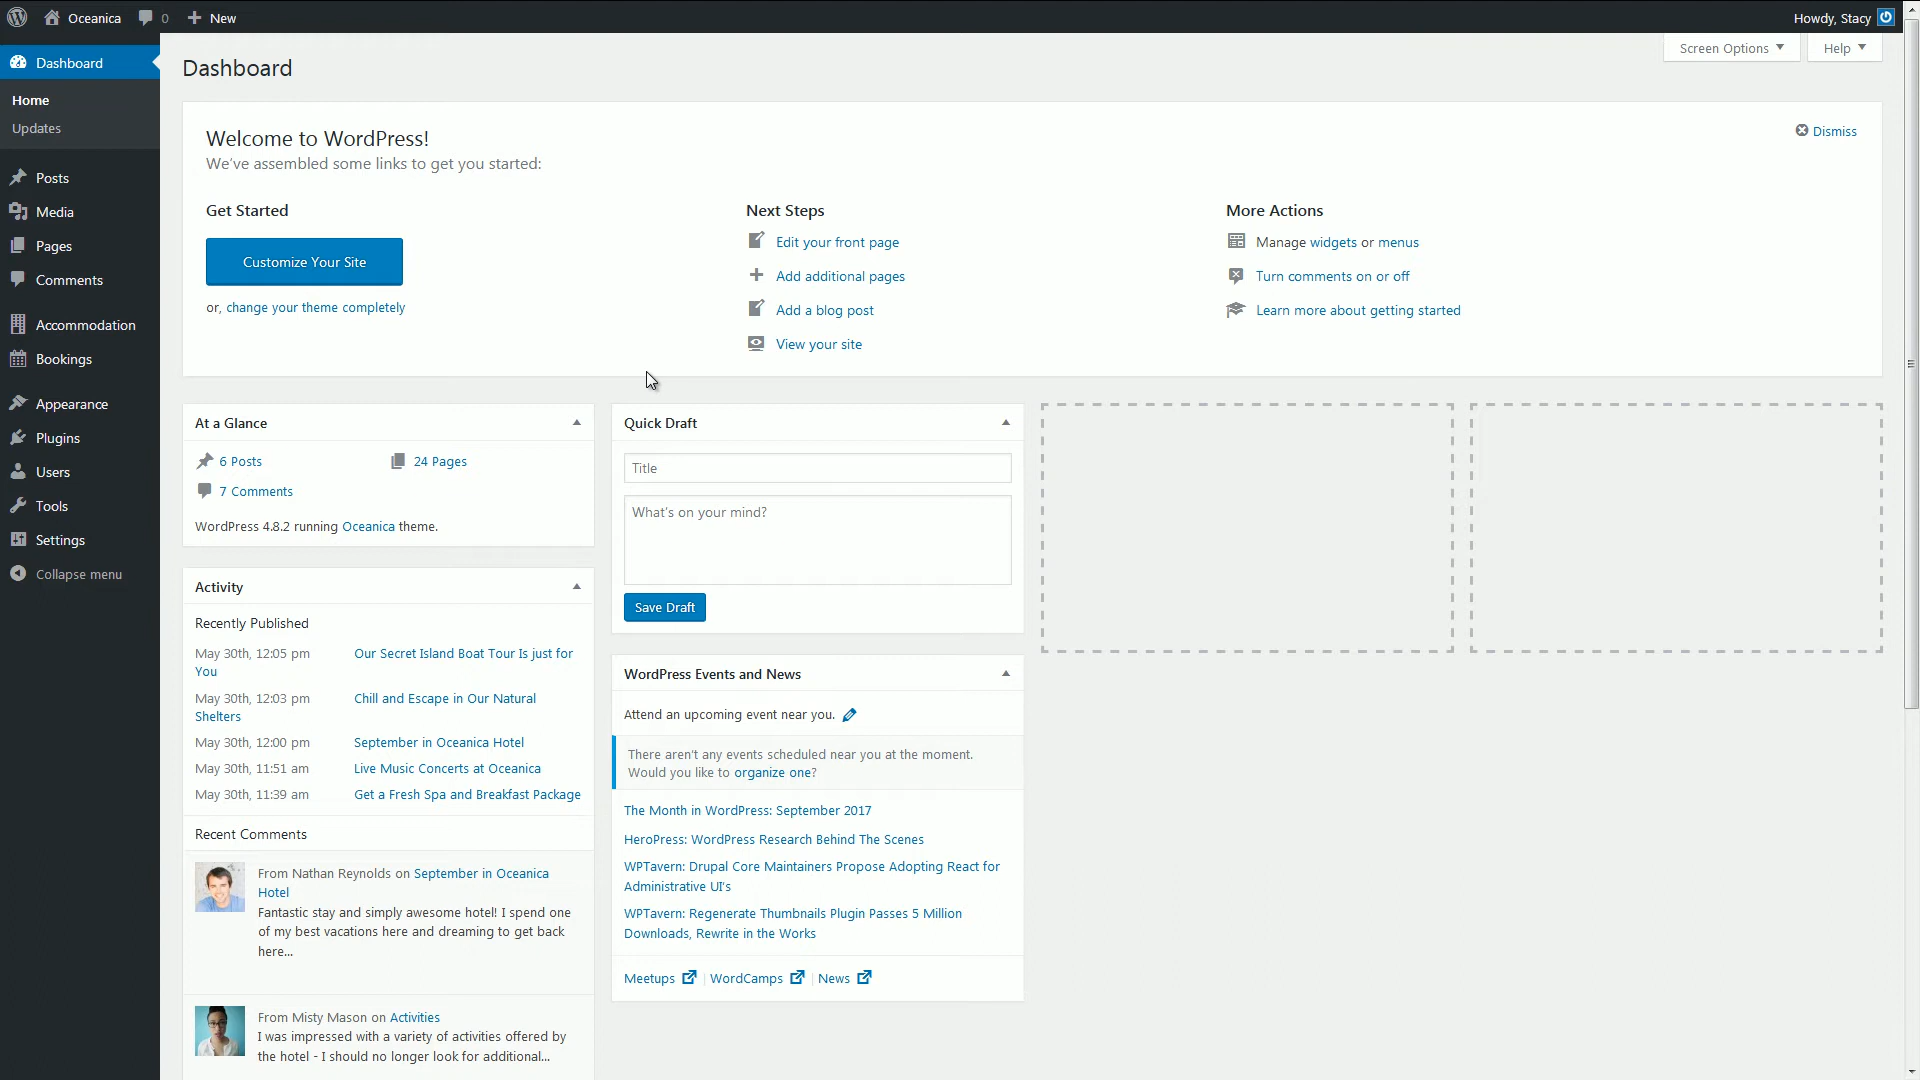 Oceanica
0
New
Howdy, Stacy
Dashboard
Home
Updates
Posts
Media
Pages
Comments
Accommodation
Bookings
Appearance
Plugins
Users
Tools
Settings
Collapse menu
Screen Options
Help
Dashboard
Welcome to WordPress!
We've assembled some links to get you started:
Dismiss
Get Started
Customize Your Site
or, change your theme completely
Next Steps
Edit your front page
Add additional pages
Add a blog post
View your site
More Actions
Manage widgets or menus
Turn comments on or off
Learn more about getting started
At a Glance
6 Posts
24 Pages
7 Comments
WordPress 4.8.2 running Oceanica theme.
Activity
Recently Published
May 30th, 12:05 pm Our Secret Island Boat Tour Is just for
You
May 30th, 12:03 pm Chill and Escape in Our Natural
Shelters
May 30th, 12:00 pm September in Oceanica Hotel
May 30th, 11:51 am Live Music Concerts at Oceanica
May 30th, 11:39 am Get a Fresh Spa and Breakfast Package
Recent Comments
From Nathan Reynolds on September in Oceanica
Hotel
Fantastic stay and simply awesome hotel! I spend one
of my best vacations here and dreaming to get back
here...
From Misty Mason on Activities
I was impressed with a variety of activities offered by
the hotel - I should no longer look for additional...
Quick Draft
Title
What's on your mind?
Save Draft
WordPress Events and News
Attend an upcoming event near you.
There aren't any events scheduled near you at the moment.
Would you like to organize one?
The Month in WordPress: September 2017
HeroPress: WordPress Research Behind The Scenes
WPTavern: Drupal Core Maintainers Propose Adopting React for
Administrative UI's
WPTavern: Regenerate Thumbnails Plugin Passes 5 Million
Downloads, Rewrite in the Works
Meetups | WordCamps | News